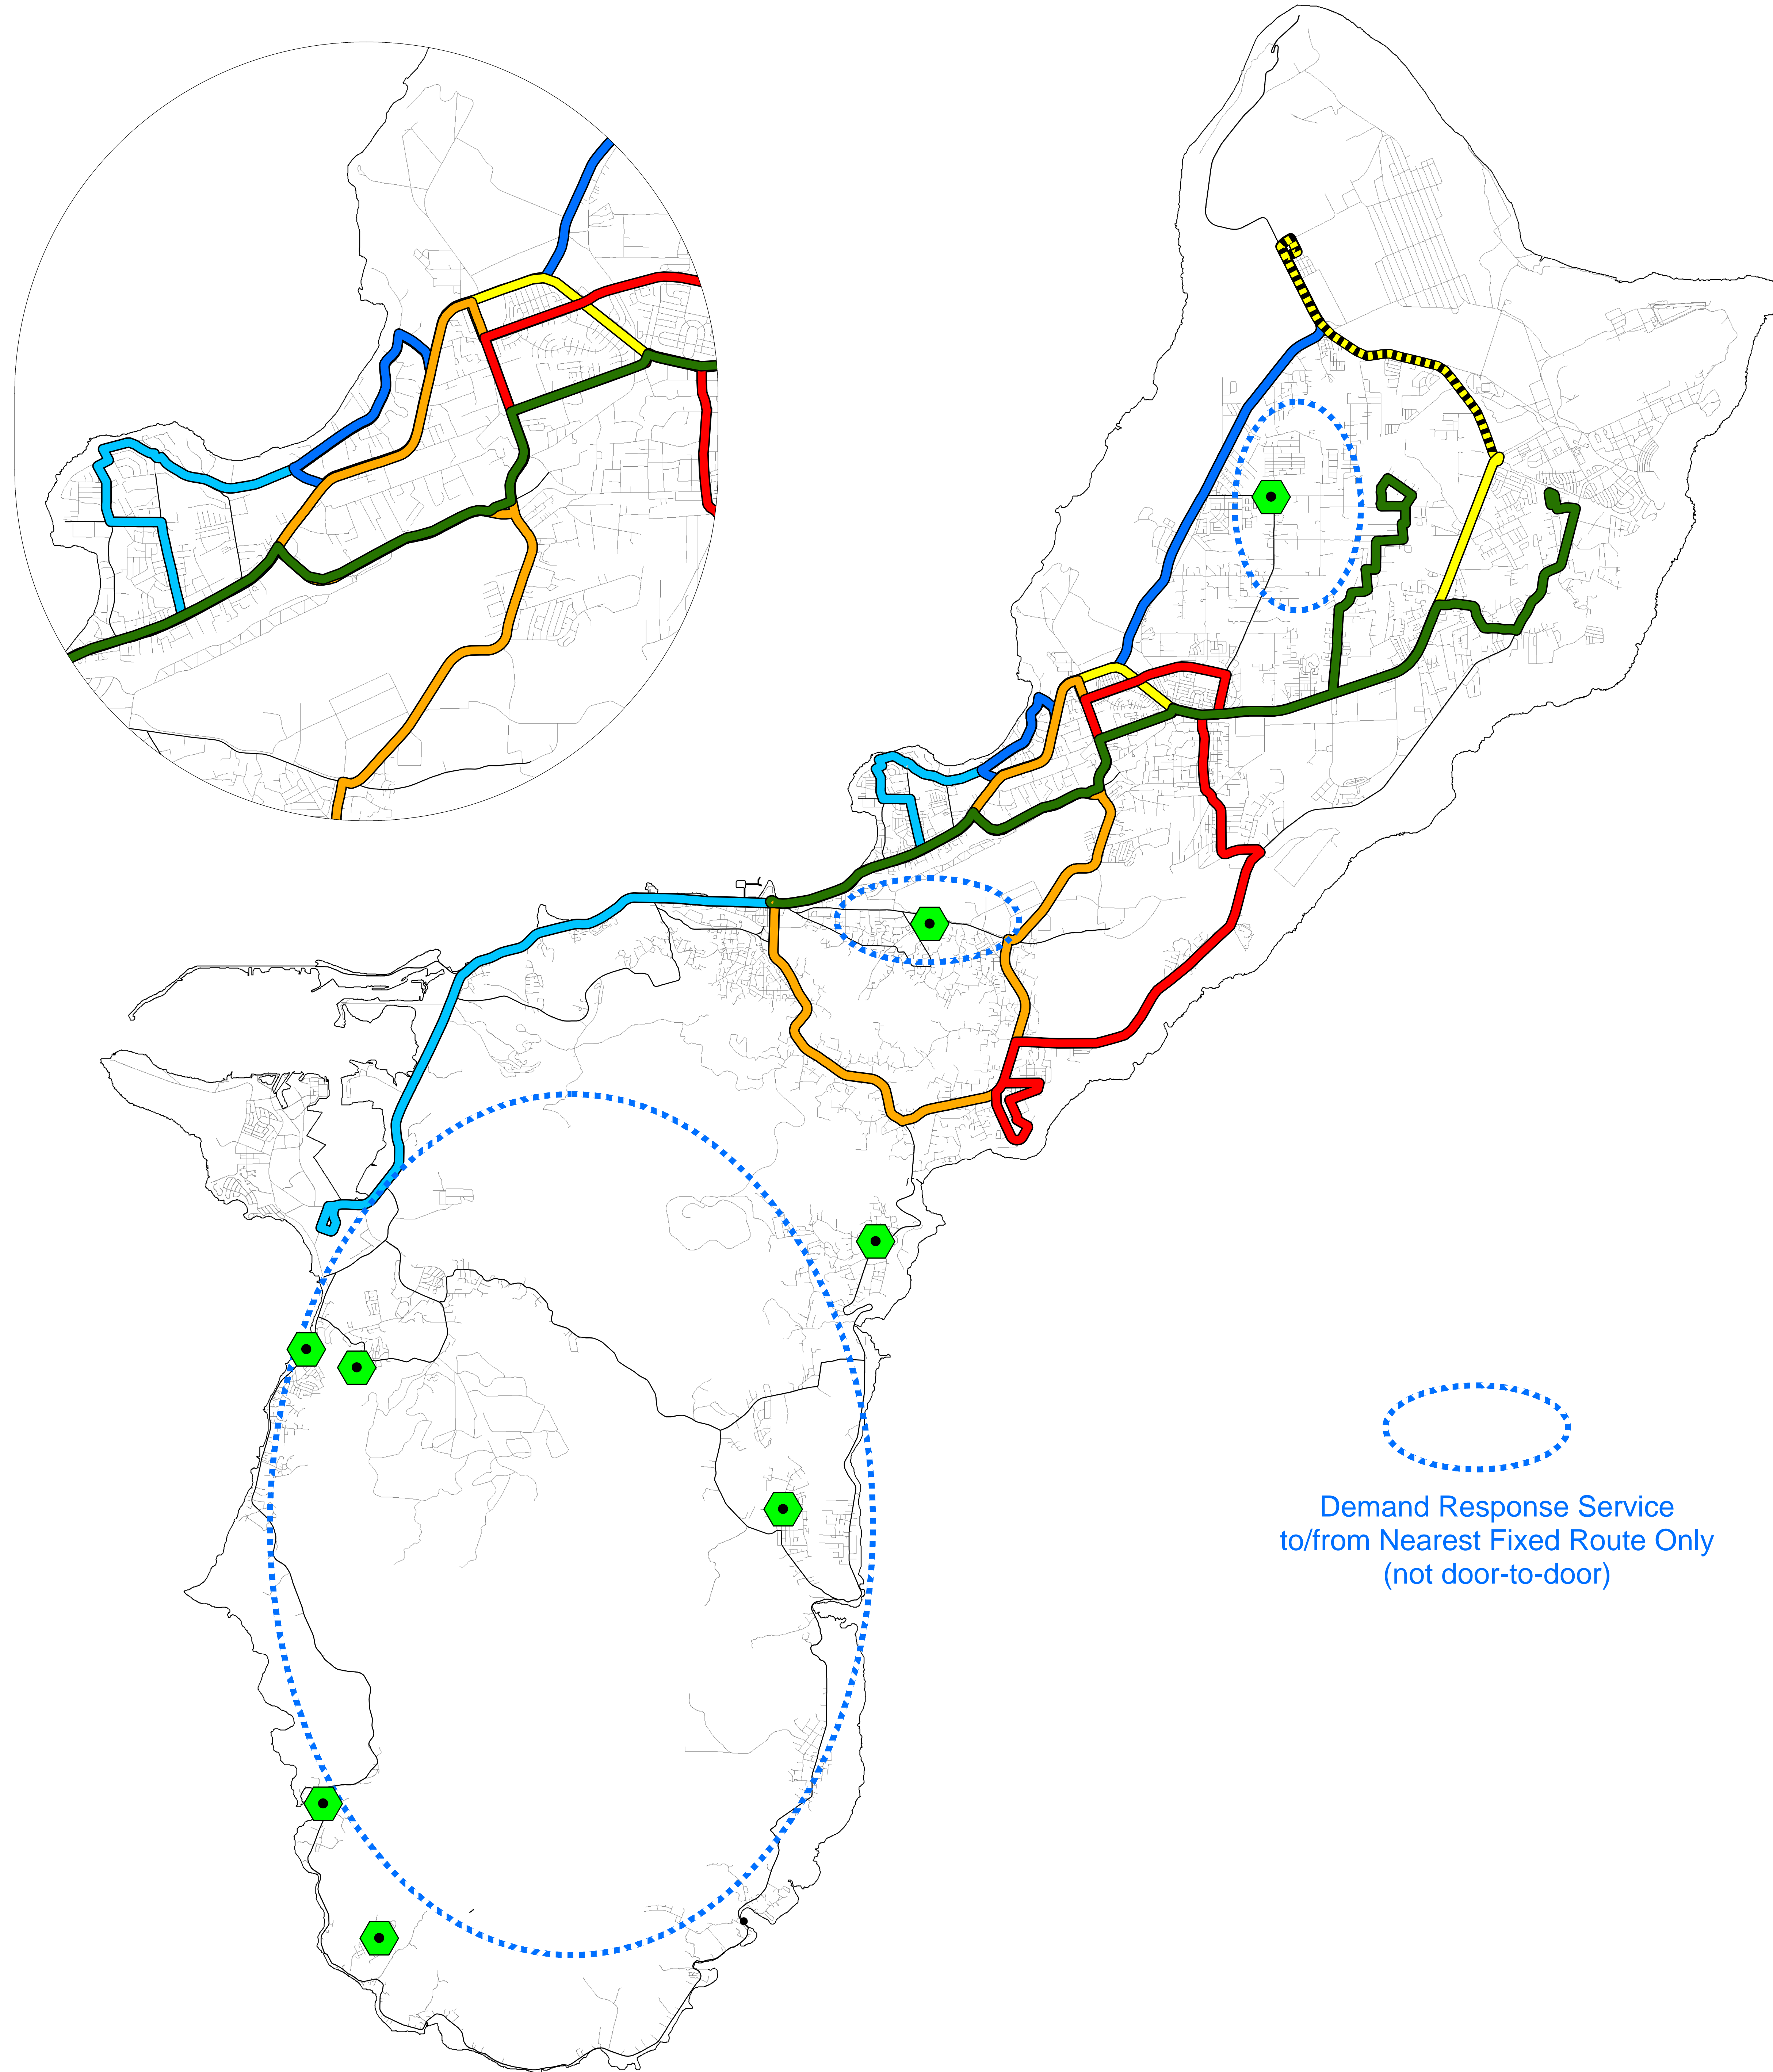 Demand Response Service
to/from Nearest Fixed Route Only
(not door-to-door)